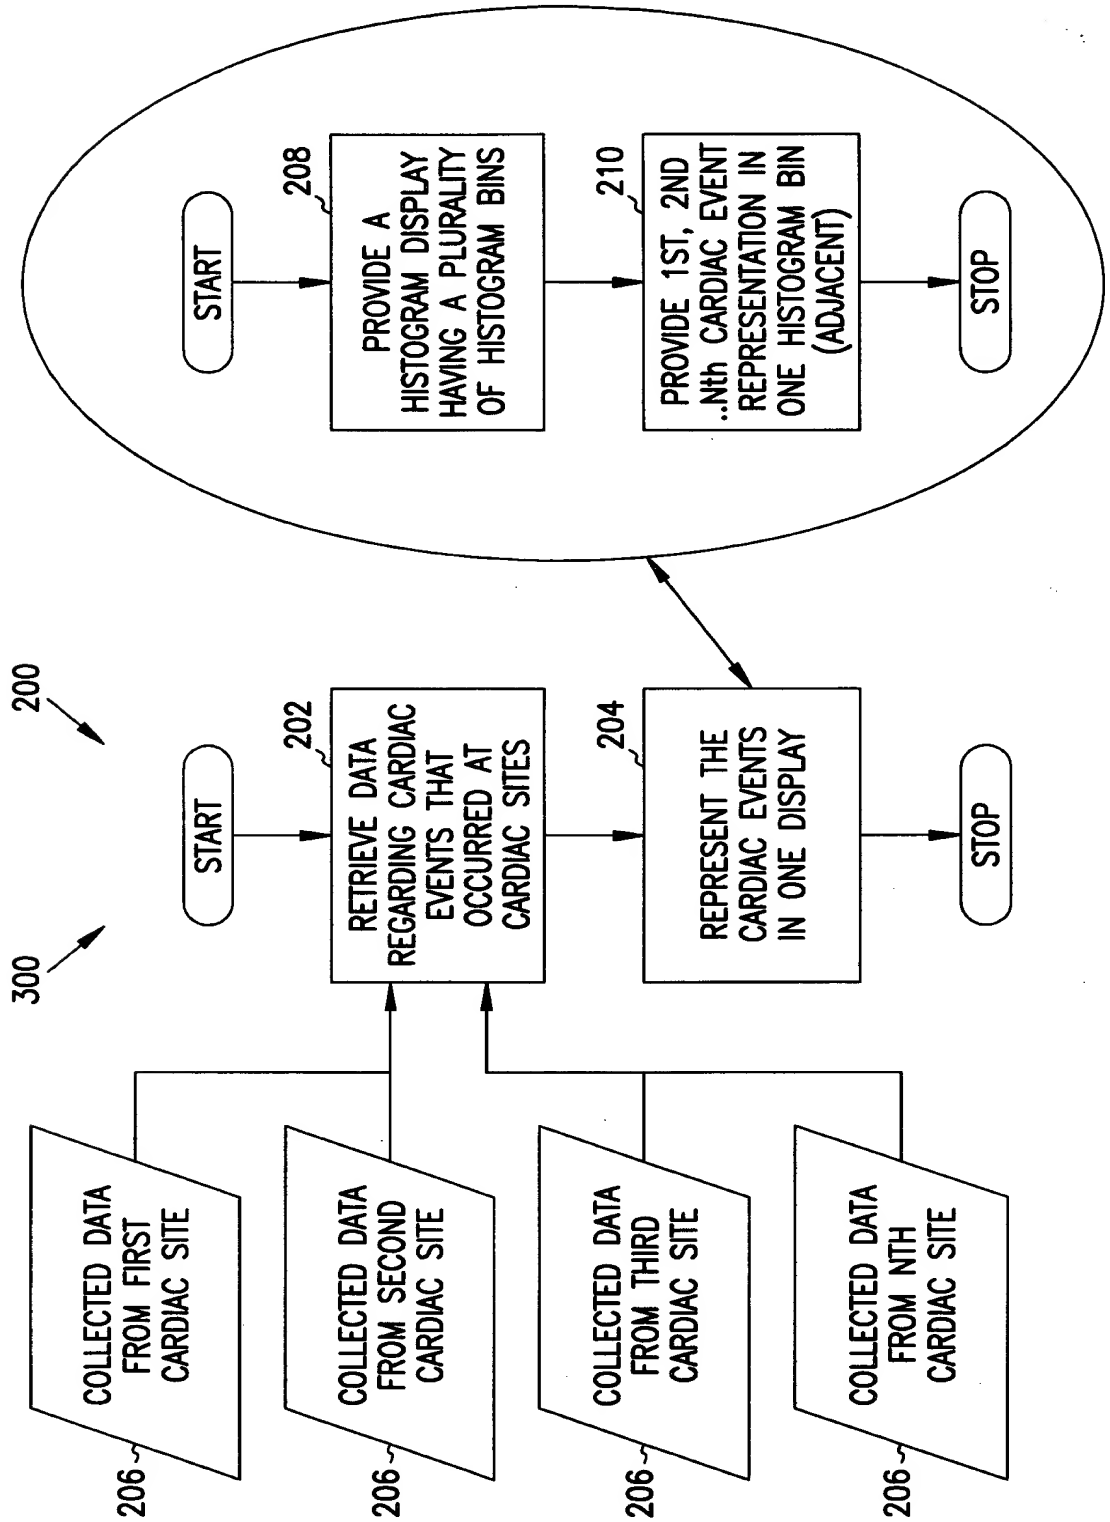 300
200
COLLECTED DATA
FROM FIRST
CARDIAC SITE
206
COLLECTED DATA
FROM SECOND
CARDIAC SITE
206
COLLECTED DATA
FROM THIRD
CARDIAC SITE
206
COLLECTED DATA
FROM NTH
CARDIAC SITE
206
START
202
RETRIEVE DATA
REGARDING CARDIAC
EVENTS THAT
OCCURRED AT
CARDIAC SITES
204
REPRESENT THE
CARDIAC EVENTS
IN ONE DISPLAY
STOP
START
208
PROVIDE A
HISTOGRAM DISPLAY
HAVING A PLURALITY
OF HISTOGRAM BINS
210
PROVIDE 1ST, 2ND
..Nth CARDIAC EVENT
REPRESENTATION IN
ONE HISTOGRAM BIN
(ADJACENT)
STOP